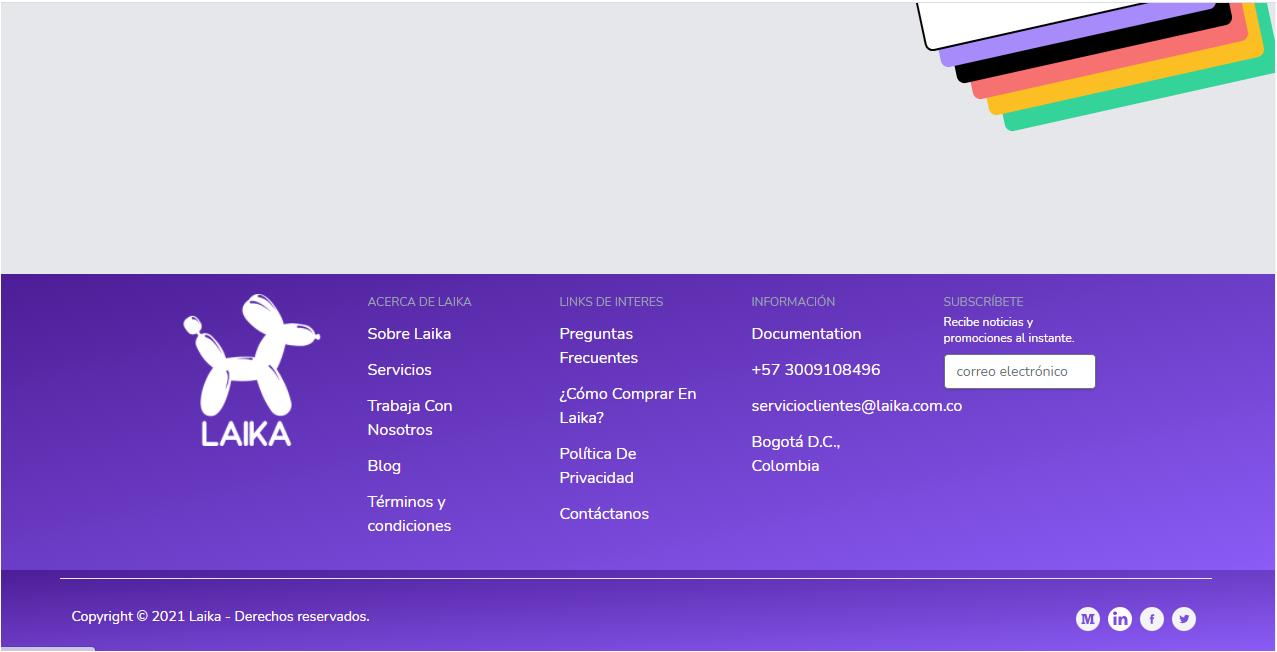 LAIKA
ACERCA DE LAIKA
Sobre Laika
Servicios
Trabaja Con
Nosotros
Blog
Términos y
condiciones
LINKS DE INTERES
Preguntas
Frecuentes
¿Cómo Comprar En
Laika?
Política De
Privacidad
Contáctanos
INFORMACIÓN
Documentation
+57 3009108496
servicioclientes@laika.com.co
Bogotá D.C.,
Colombia
SUBSCRÍBETE
Recibe noticias y
promociones al instante.
correo electrónico
Copyright © 2021 Laika - Derechos reservados.
M
in
f